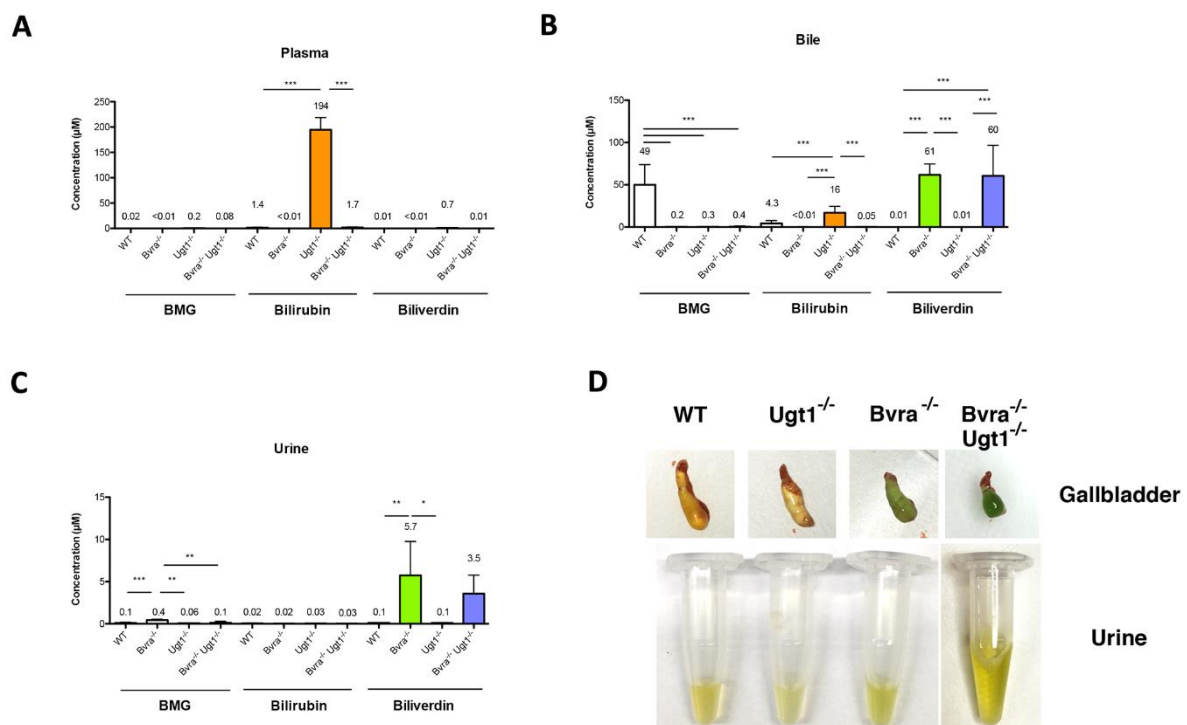 A
Plasma
Concentration (µM)
250
200
150
100
50
0
*** ***
0.02 <0.01 0.2 0.08 1.4 <0.01 194 1.7 0.01 <0.01 0.7 0.01
WT Bvra-/- Ugt1-/- Bvra-/- Ugt1-/- WT Bvra-/- Ugt1-/- Bvra-/- Ugt1-/- WT Bvra-/- Ugt1-/- Bvra-/- Ugt1-/-
BMG Bilirubin Biliverdin
B
Bile
Concentration (µM)
150
100
50
0
*** *** *** *** *** *** *** ***
49 0.2 0.3 0.4 4.3 <0.01 16 0.05 0.01 61 0.01 60
WT Bvra-/- Ugt1-/- Bvra-/- Ugt1-/- WT Bvra-/- Ugt1-/- Bvra-/- Ugt1-/- WT Bvra-/- Ugt1-/- Bvra-/- Ugt1-/-
BMG Bilirubin Biliverdin
C
Urine
Concentration (µM)
15
10
5
0
*** ** ** ** *
0.1 0.4 0.06 0.1 0.02 0.02 0.03 0.03 0.1 5.7 0.1 3.5
WT Bvra-/- Ugt1-/- Bvra-/- Ugt1-/- WT Bvra-/- Ugt1-/- Bvra-/- Ugt1-/- WT Bvra-/- Ugt1-/- Bvra-/- Ugt1-/-
BMG Bilirubin Biliverdin
D
WT Ugt1-/- Bvra-/- Bvra-/-
Ugt1-/-
Gallbladder
Urine